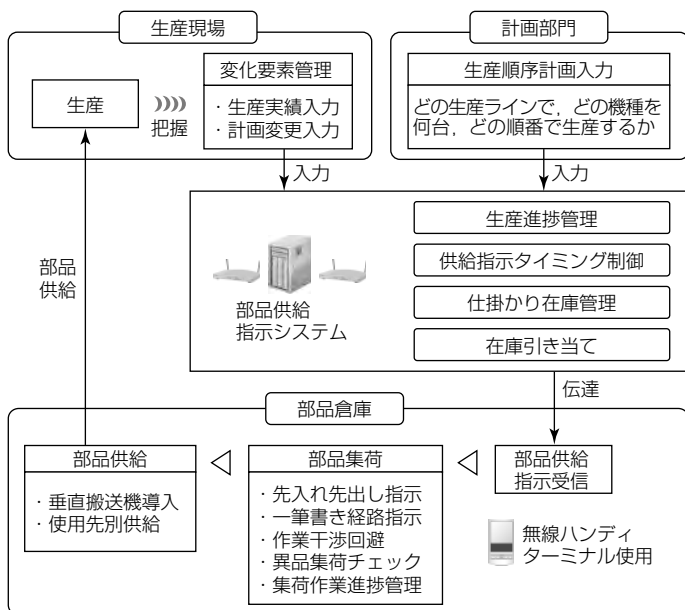 生産現場
生産
把握
変化要素管理
・生産実績入力
・計画変更入力
計画部門
生産順序計画入力
どの生産ラインで，どの機種を
何台，どの順番で生産するか
入力
入力
部品
供給
部品供給
指示システム
生産進捗管理
供給指示タイミング制御
仕掛かり在庫管理
在庫引き当て
伝達
部品倉庫
部品供給
・垂直搬送機導入
・使用先別供給
部品集荷
・先入れ先出し指示
・一筆書き経路指示
・作業干渉回避
・異品集荷チェック
・集荷作業進捗管理
部品供給
指示受信
無線ハンディ
ターミナル使用